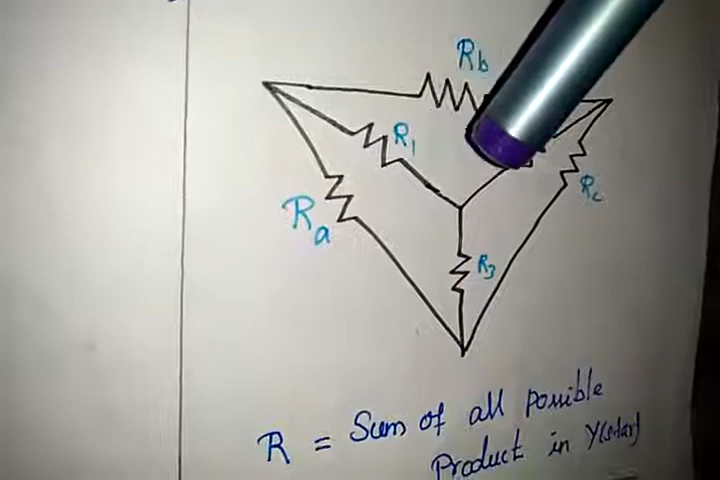 Rb
R1
Ra
Rc
R3
R = Sum of all possible
Product in Y(star)